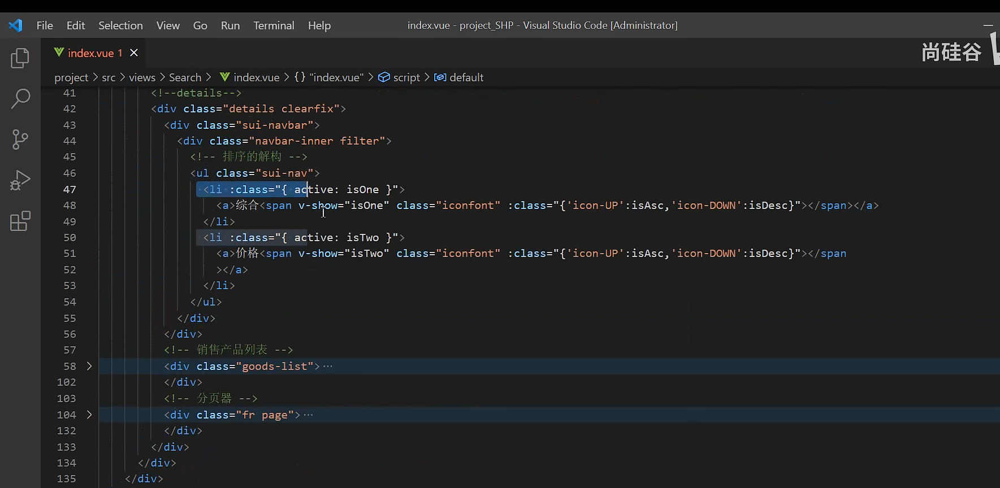 File Edit Selection View Go Run Terminal Help index.vue - project_SHP - Visual Studio Code [Administrator]
index.vue 1
尚硅谷
project > src > views > Search > index.vue > {} "index.vue" > script > default
41 <!--details-->
42 <div class="details clearfix">
43 <div class="sui-navbar">
44 <div class="navbar-inner filter">
45 <!-- 排序的解构 -->
46 <ul class="sui-nav">
47 <li :class="{ active: isOne }">
48 <a>综合<span v-show="isOne" class="iconfont" :class="{'icon-UP':isAsc,'icon-DOWN':isDesc}"></span></a>
49 </li>
50 <li :class="{ active: isTwo }">
51 <a>价格<span v-show="isTwo" class="iconfont" :class="{'icon-UP':isAsc,'icon-DOWN':isDesc}"></span
52 ></a>
53 </li>
54 </ul>
55 </div>
56 </div>
57 <!-- 销售产品列表 -->
58 <div class="goods-list">···
102 </div>
103 <!-- 分页器 -->
104 <div class="fr page">···
132 </div>
133 </div>
134 </div>
135 </div>